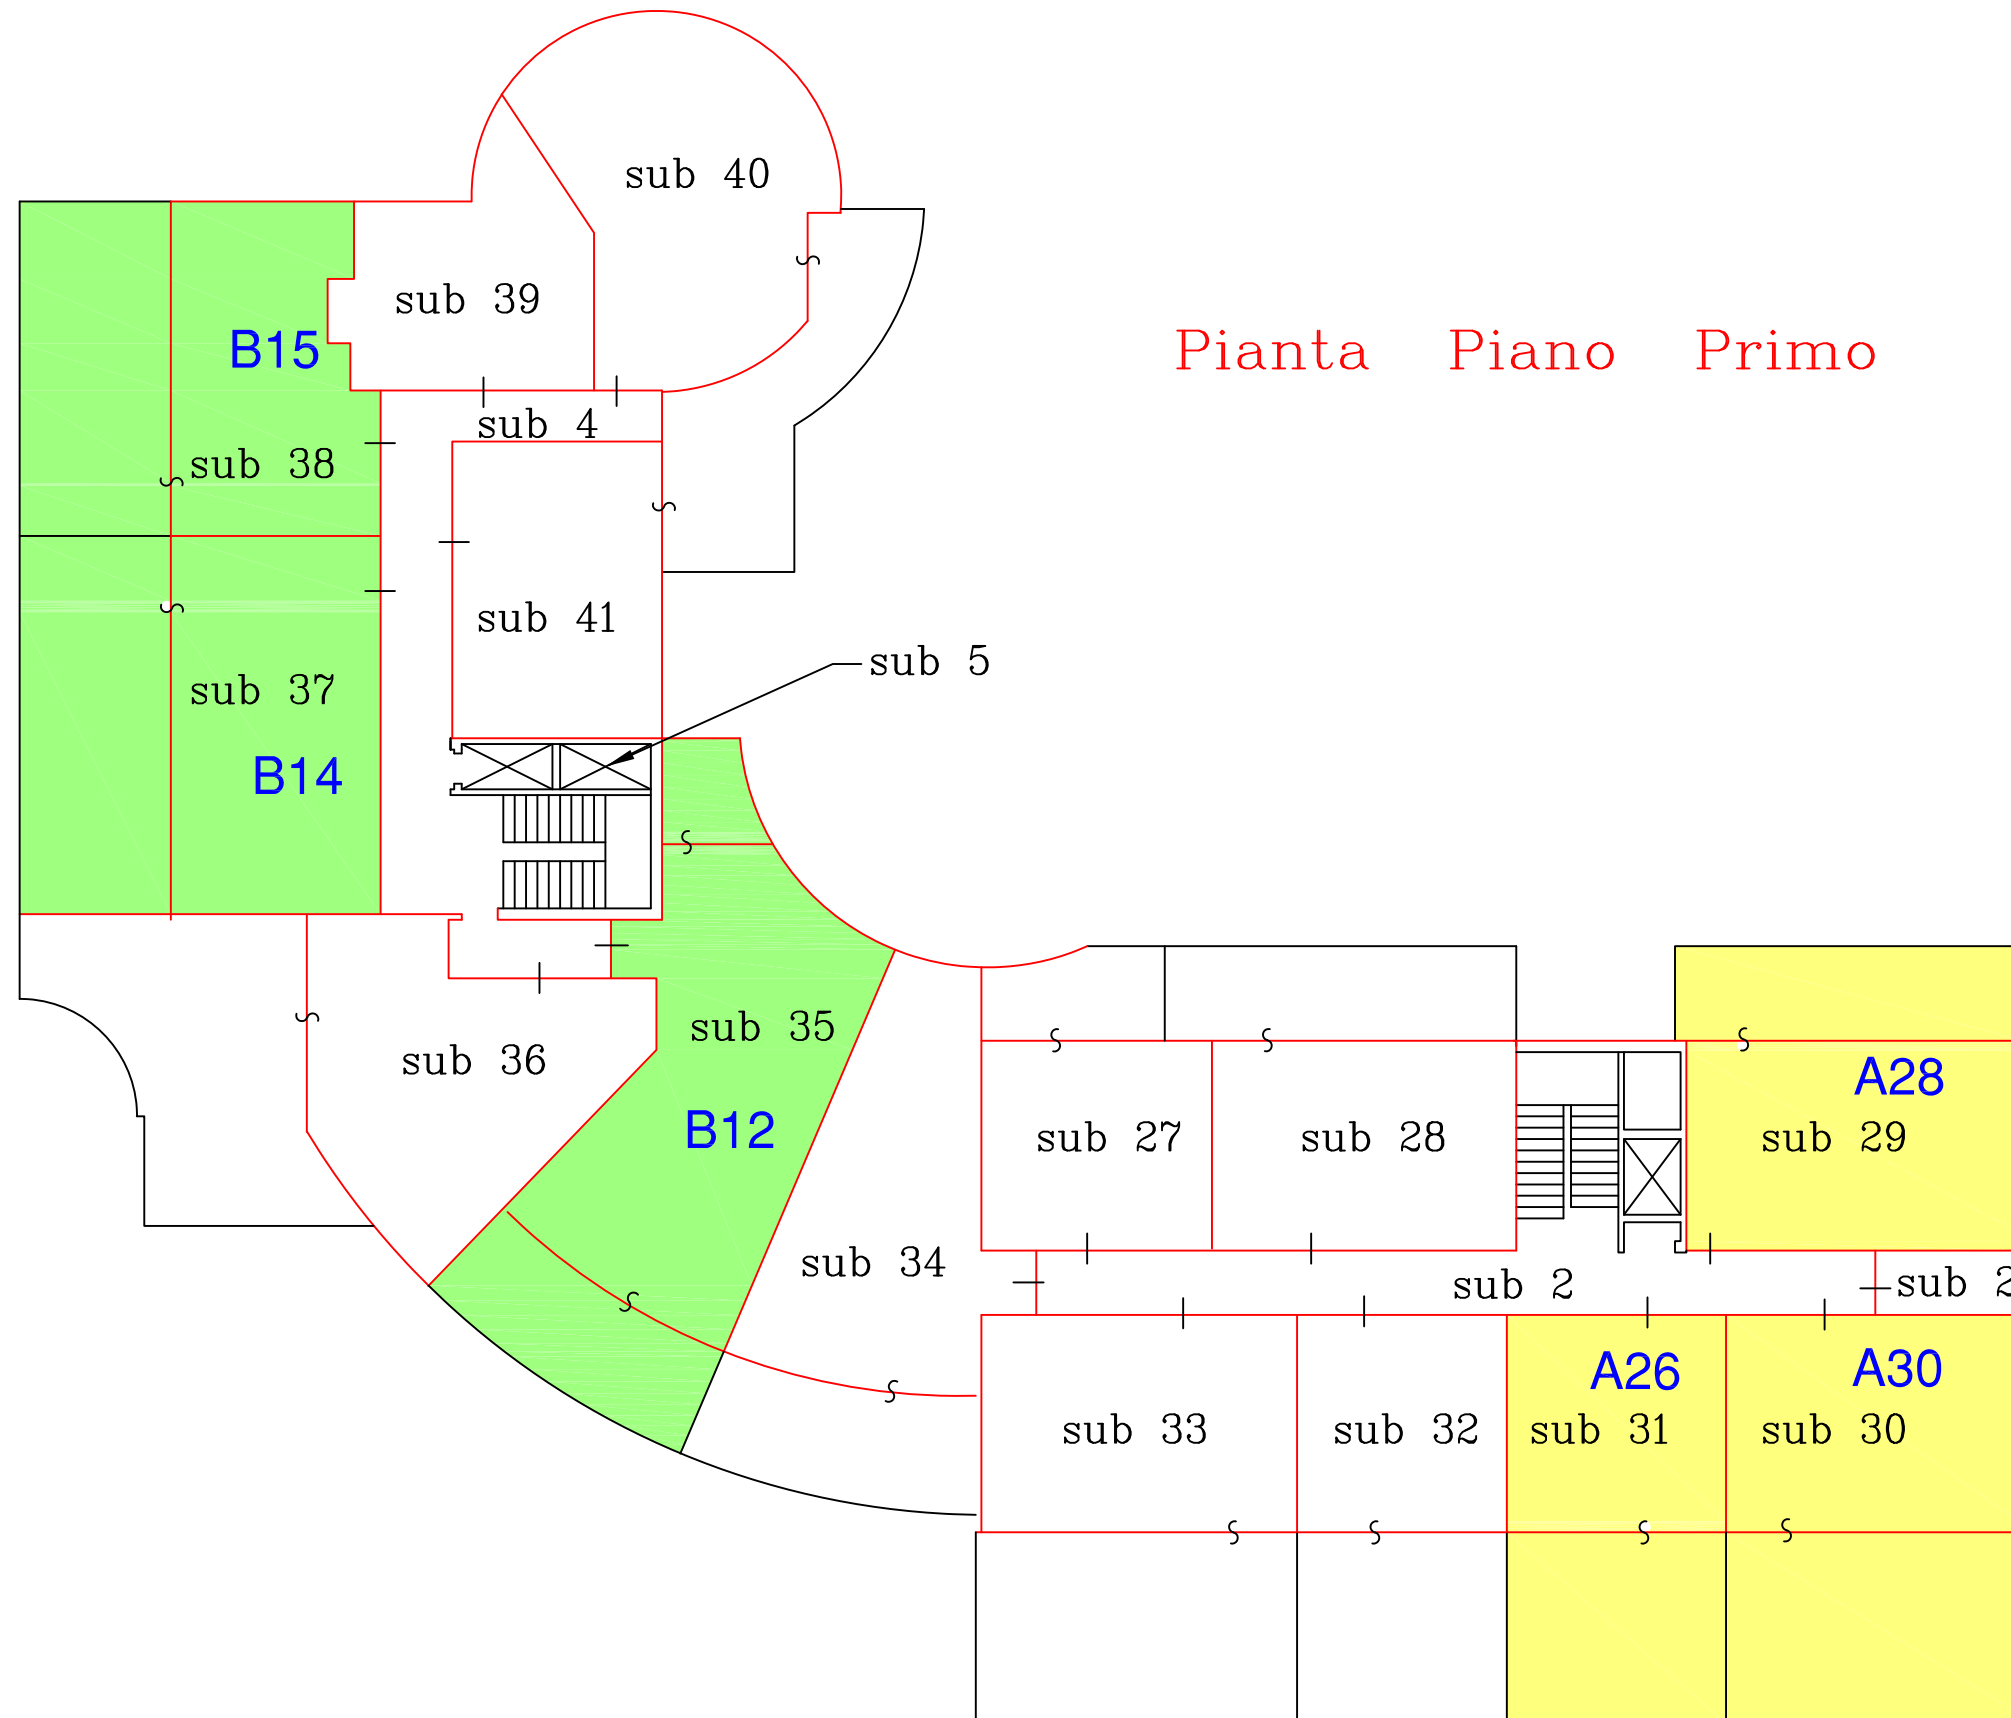 sub 40
sub 39
Pianta Piano Primo
B15
sub 4
sub 38
sub 41
sub 5
sub 37
B14
sub 35
sub 36
B12
A28
sub 27
sub 28
sub 29
sub 34
sub 2
sub 2
A26
A30
sub 33
sub 32
sub 31
sub 30